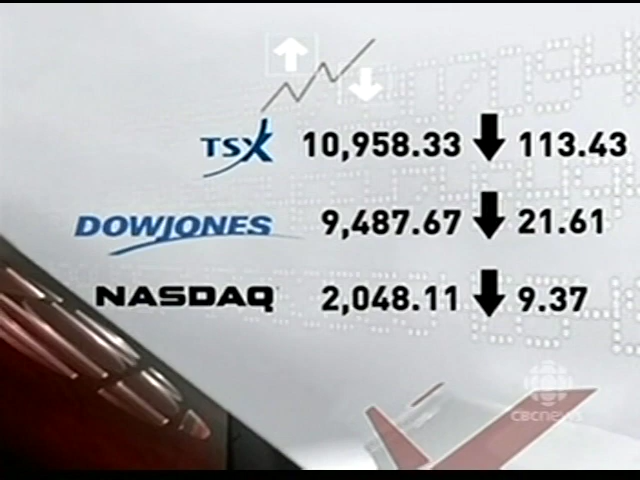 TSX 10,958.33 113.43
DOWJONES 9,487.67 21.61
NASDAQ 2,048.11 9.37
cbcnews